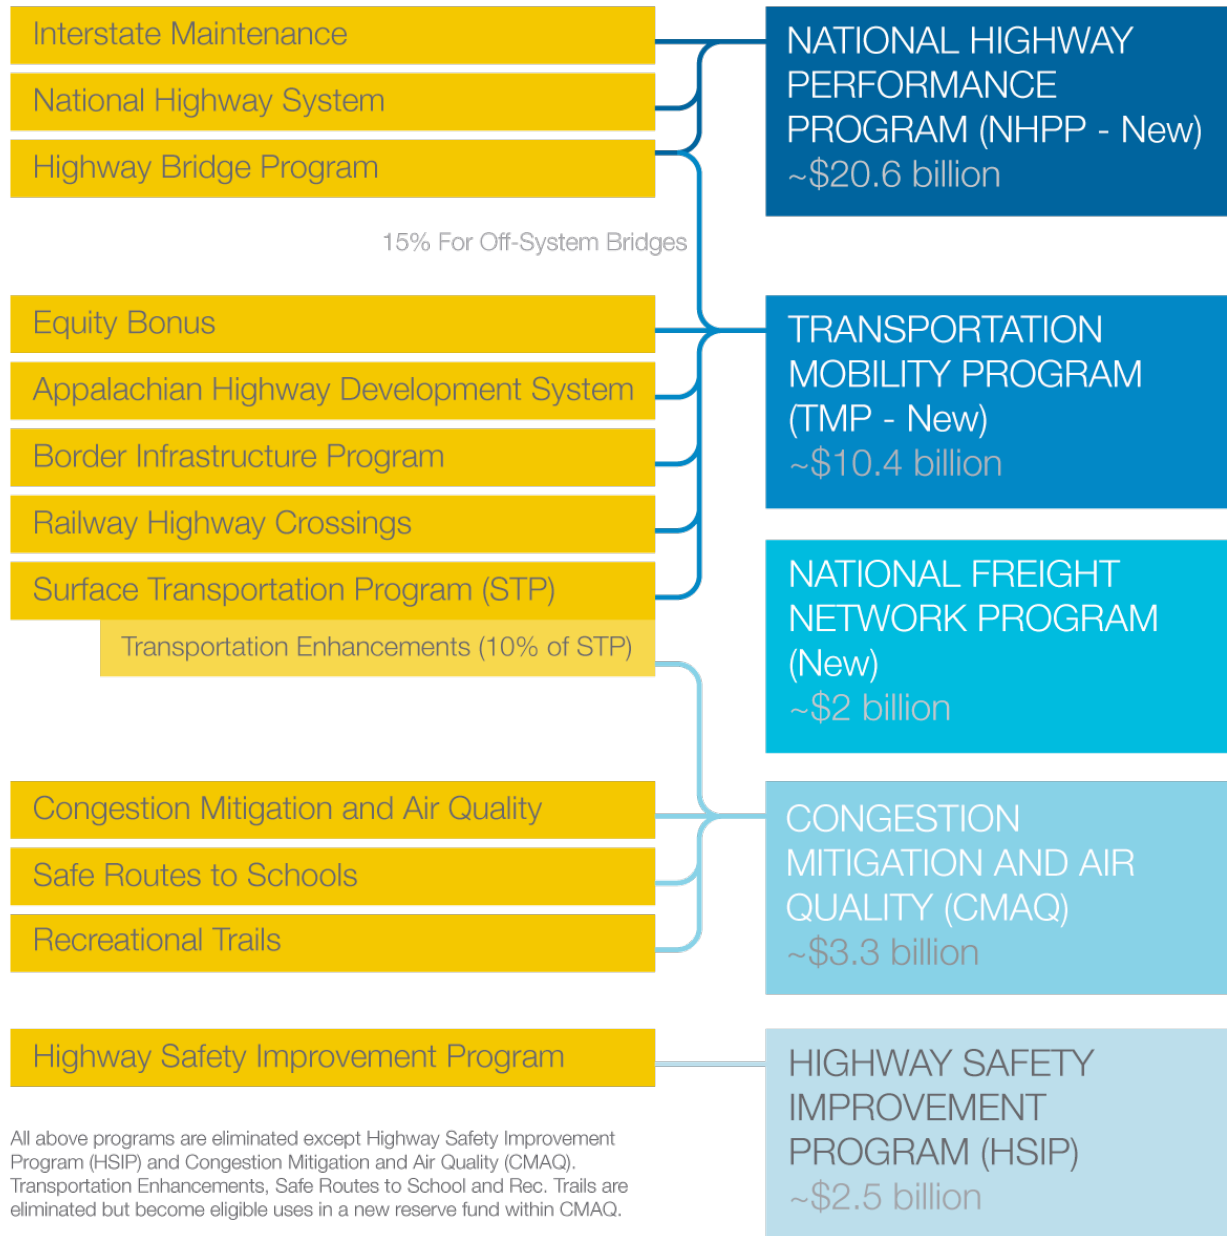 Interstate Maintenance
National Highway System
Highway Bridge Program
15% For Off-System Bridges
NATIONAL HIGHWAY
PERFORMANCE
PROGRAM (NHPP - New)
~$20.6 billion
Equity Bonus
Appalachian Highway Development System
Border Infrastructure Program
Railway Highway Crossings
Surface Transportation Program (STP)
Transportation Enhancements (10% of STP)
TRANSPORTATION
MOBILITY PROGRAM
(TMP - New)
~$10.4 billion
NATIONAL FREIGHT
NETWORK PROGRAM
(New)
~$2 billion
Congestion Mitigation and Air Quality
Safe Routes to Schools
Recreational Trails
CONGESTION
MITIGATION AND AIR
QUALITY (CMAQ)
~$3.3 billion
Highway Safety Improvement Program
HIGHWAY SAFETY
IMPROVEMENT
PROGRAM (HSIP)
~$2.5 billion
All above programs are eliminated except Highway Safety Improvement
Program (HSIP) and Congestion Mitigation and Air Quality (CMAQ).
Transportation Enhancements, Safe Routes to School and Rec. Trails are
eliminated but become eligible uses in a new reserve fund within CMAQ.